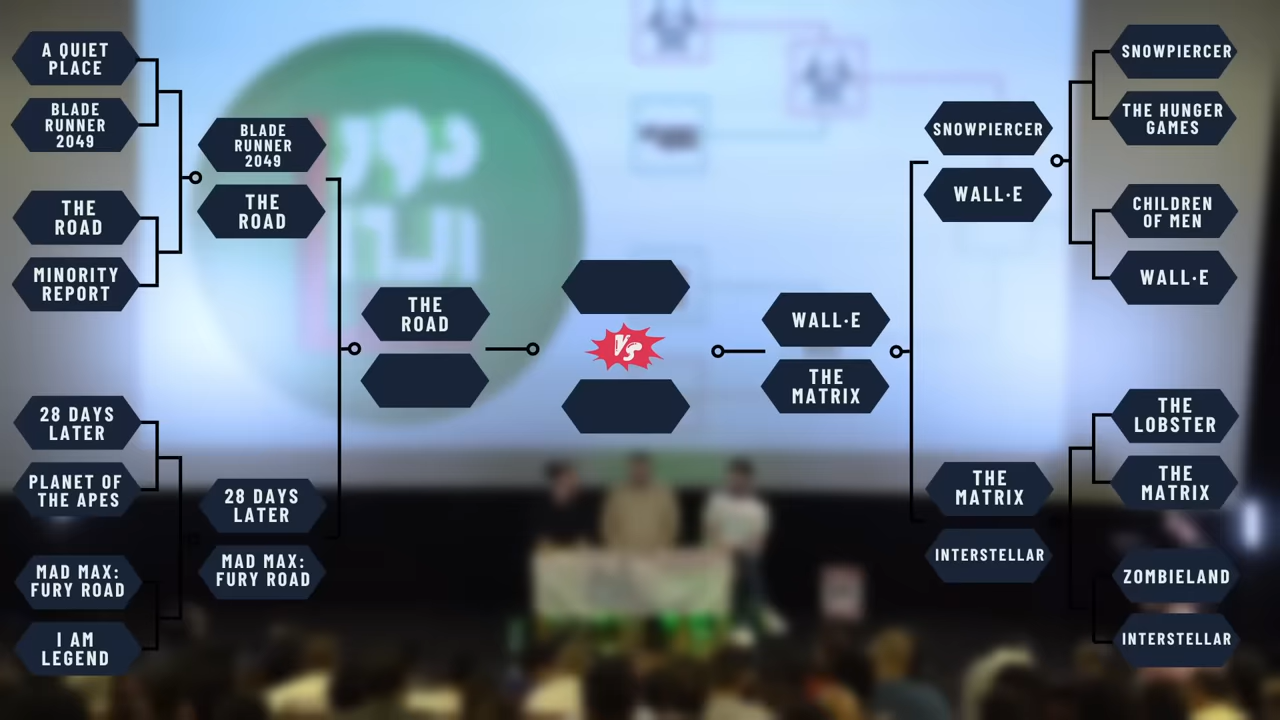 A QUIET
PLACE
BLADE
RUNNER
2049
THE
ROAD
MINORITY
REPORT
28 DAYS
LATER
PLANET OF
THE APES
MAD MAX:
FURY ROAD
I AM
LEGEND
BLADE
RUNNER
2049
THE
ROAD
28 DAYS
LATER
MAD MAX:
FURY ROAD
THE
ROAD
دور
VS
WALL·E
THE
MATRIX
SNOWPIERCER
WALL·E
THE
MATRIX
INTERSTELLAR
SNOWPIERCER
THE HUNGER
GAMES
CHILDREN
OF MEN
WALL·E
THE
LOBSTER
THE
MATRIX
ZOMBIELAND
INTERSTELLAR